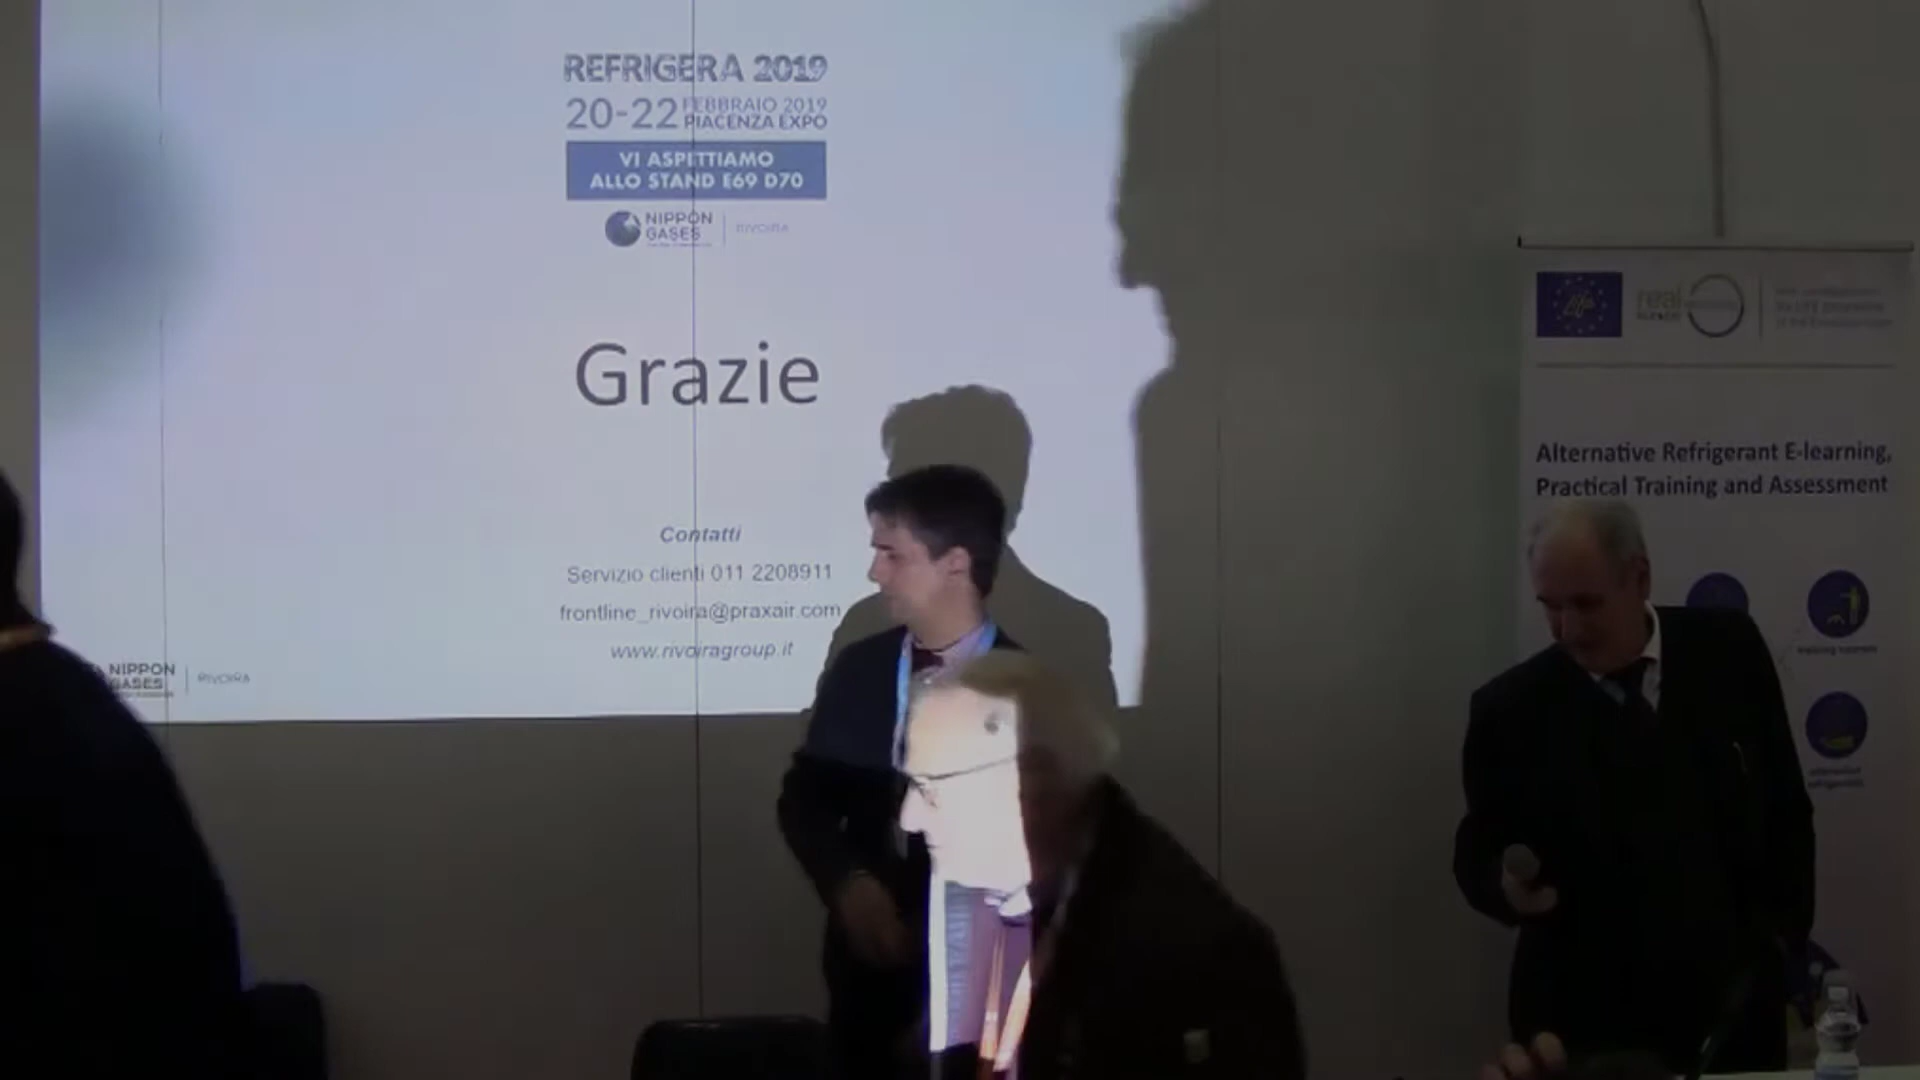 REFRIGERA 2019
20-22 FEBBRAIO 2019
PIACENZA EXPO
VI ASPETTIAMO
ALLO STAND E69 D70
NIPPON
GASES
RIVOIRA
Grazie
Contatti
Servizio clienti 011 2208911
frontline_rivoira@praxair.com
www.rivoiragroup.it
NIPPON
GASES
RIVOIRA
life
real
Alternative Refrigerant E-learning,
Practical Training and Assessment